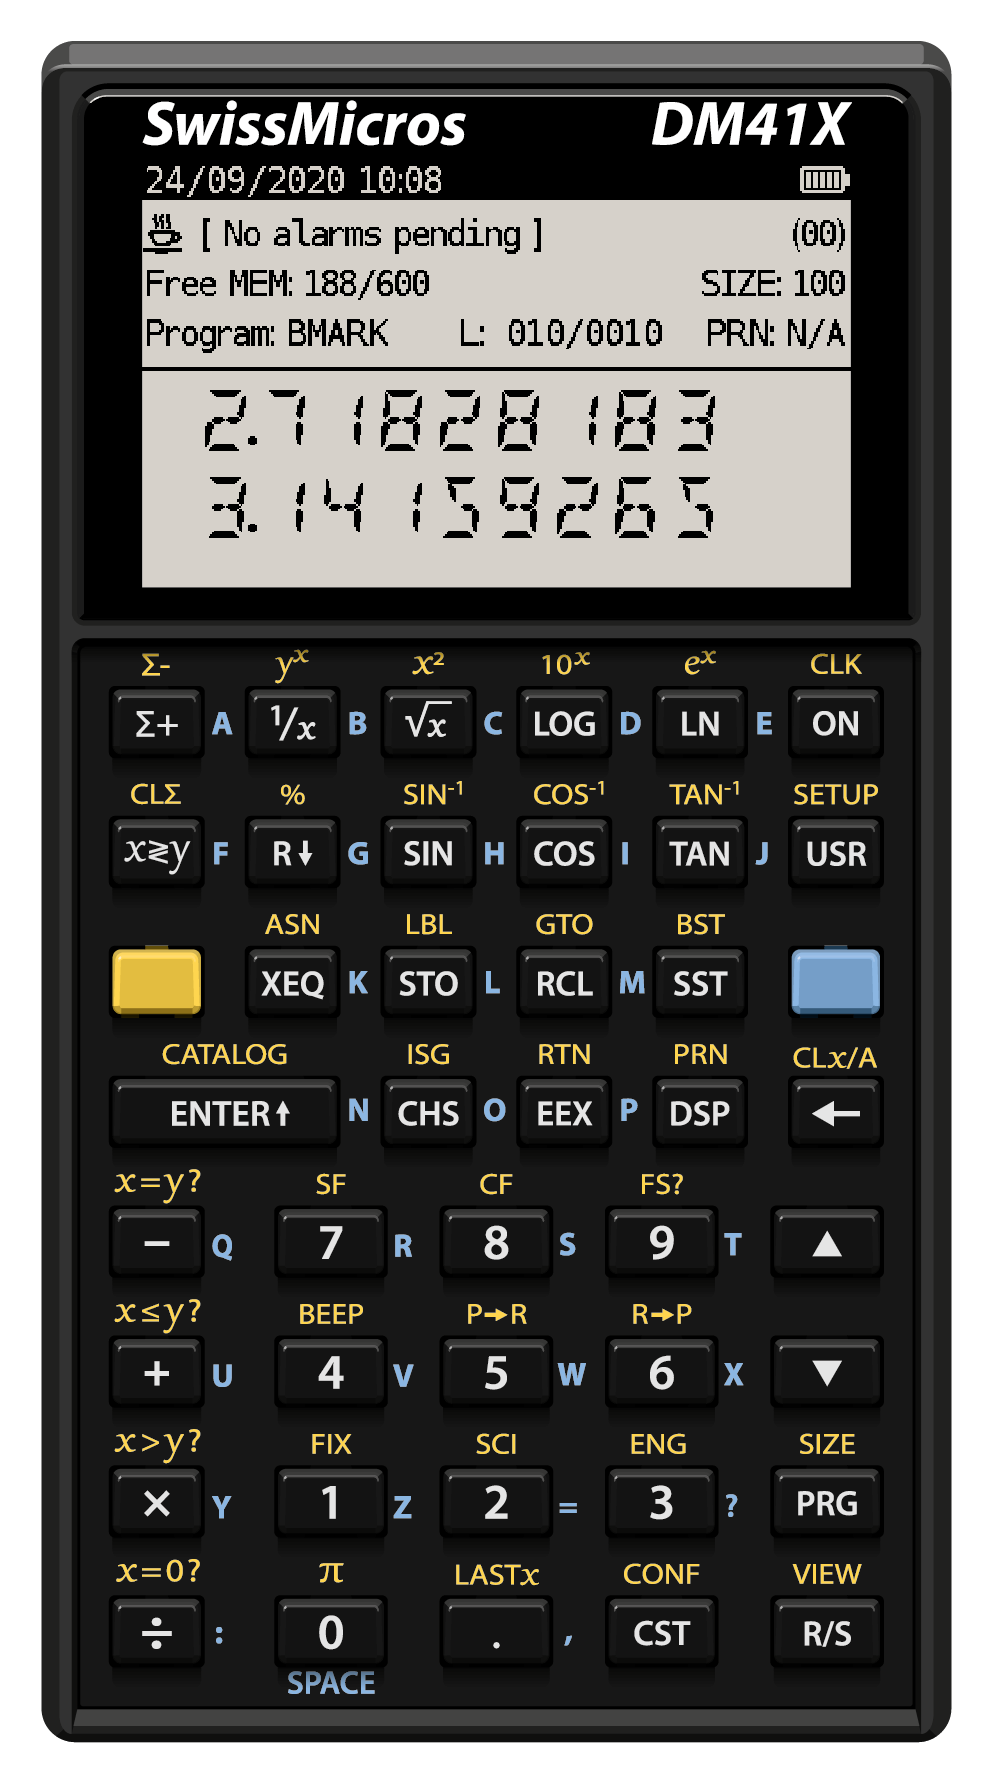 SwissMicros DM41X
24/09/2020 10:08
[ No alarms pending ] (00)
Free MEM: 188/600 SIZE: 100
Program: BMARK L: 010/0010 PRN: N/A
2.71828183
3.14159265
Σ- yˣ x² 10ˣ eˣ CLK
Σ+ A 1/x B √x C LOG D LN E ON
CLΣ % SIN⁻¹ COS⁻¹ TAN⁻¹ SETUP
x≷y F R↓ G SIN H COS I TAN J USR
ASN LBL GTO BST
XEQ K STO L RCL M SST
CATALOG ISG RTN PRN CLx/A
ENTER↑ N CHS O EEX P DSP ←
x=y? SF CF FS?
− Q 7 R 8 S 9 T ▲
x≤y? BEEP P→R R→P
+ U 4 V 5 W 6 X ▼
x>y? FIX SCI ENG SIZE
× Y 1 Z 2 = 3 ? PRG
x=0? π LASTx CONF VIEW
÷ : 0 . , CST R/S
SPACE